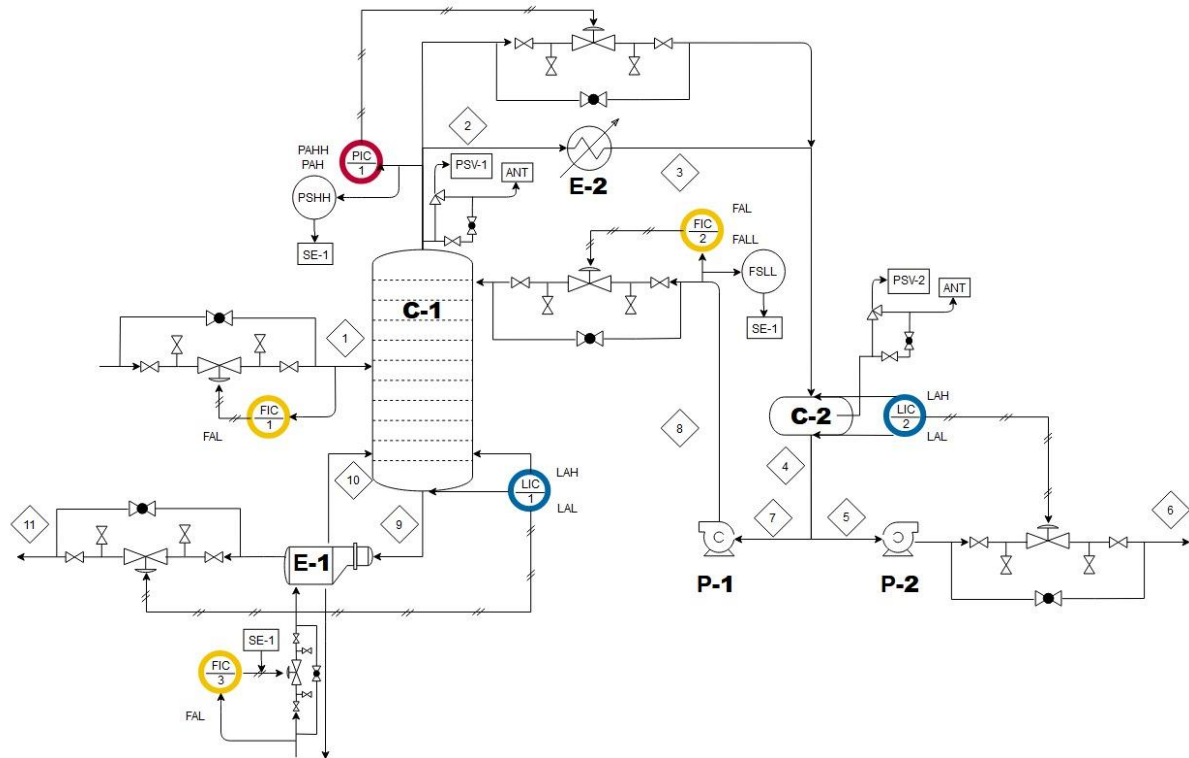 2
PAHH
PAH
PIC
1
PSV-1
ANT
3
E-2
PSHH
SE-1
FAL
FIC
2
FALL
FSLL
SE-1
PSV-2
ANT
C-1
1
FIC
1
FAL
8
C-2
LAH
LIC
2
LAL
4
10
LAH
LIC
1
LAL
11
9
7
5
6
E-1
P-1
P-2
SE-1
FIC
3
FAL